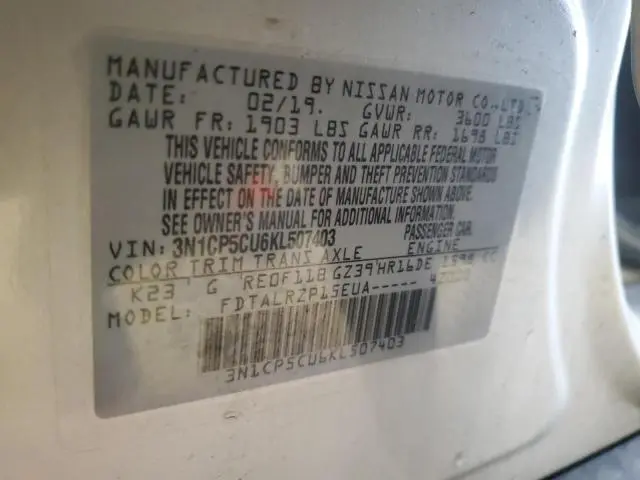 MANUFACTURED BY NISSAN MOTOR CO.,LTD.
DATE: 02/19. GVWR: 3600 LBS
GAWR FR: 1903 LBS GAWR RR: 1698 LBS
THIS VEHICLE CONFORMS TO ALL APPLICABLE FEDERAL MOTOR
VEHICLE SAFETY, BUMPER AND THEFT PREVENTION STANDARDS
IN EFFECT ON THE DATE OF MANUFACTURE SHOWN ABOVE.
SEE OWNER'S MANUAL FOR ADDITIONAL INFORMATION.
VIN: 3N1CP5CU6KL507403 PASSENGER CAR.
COLOR TRIM TRANS AXLE ENGINE
K23 G RE0F11B GZ39 HR16DE 1598 CC
MODEL: FDTALRZP15EUA-----
3N1CP5CU6KL507403